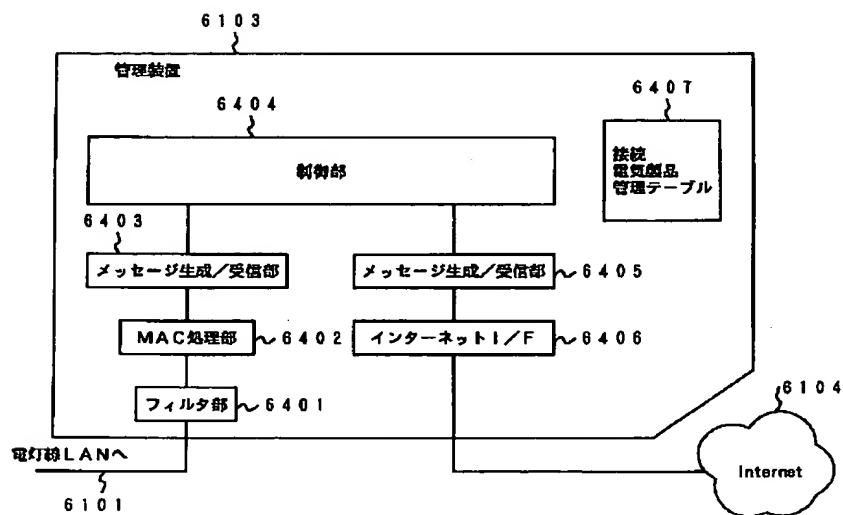 6103
管理装置
6404
6407
制御部
接続
電気製品
管理テーブル
6403
メッセージ生成／受信部
メッセージ生成／受信部
6405
MAC処理部
6402
インターネットI／F
6406
フィルタ部
6401
6104
電灯線LANへ
Internet
6101